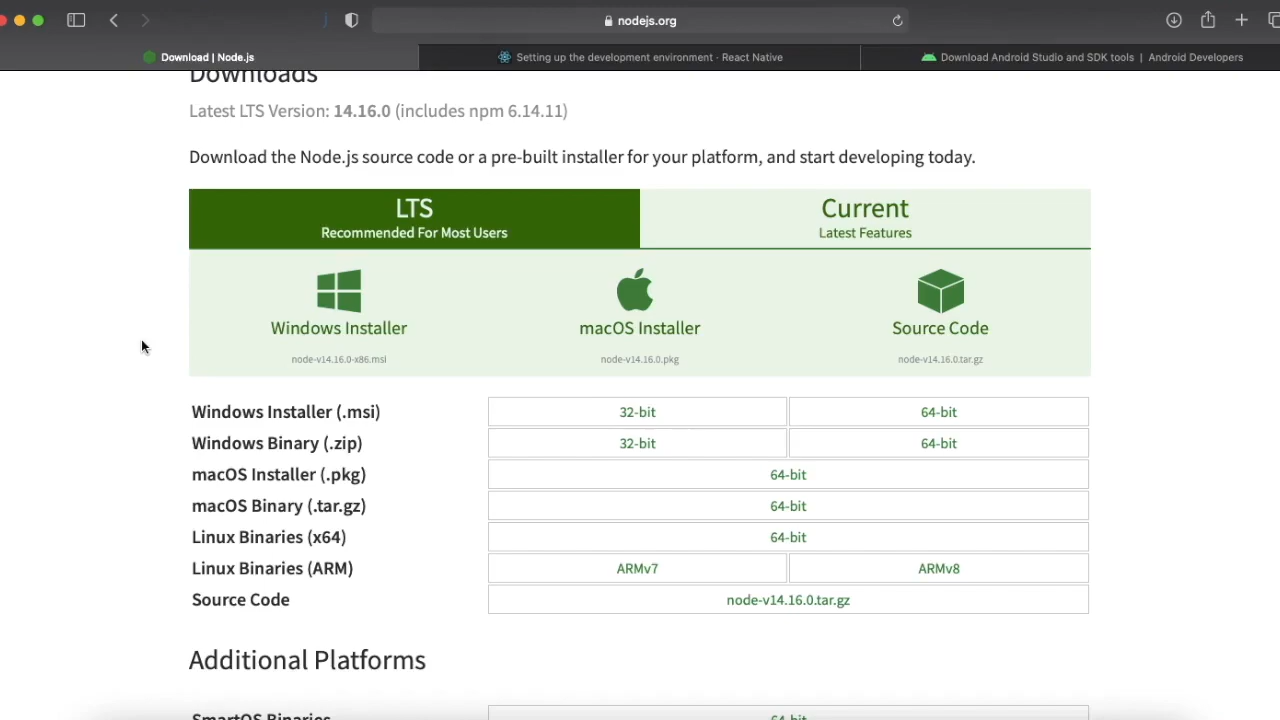 nodejs.org
Download | Node.js
Setting up the development environment · React Native
Download Android Studio and SDK tools | Android Developers
Downloads
Latest LTS Version: 14.16.0 (includes npm 6.14.11)
Download the Node.js source code or a pre-built installer for your platform, and start developing today.
LTS
Recommended For Most Users
Current
Latest Features
Windows Installer
node-v14.16.0-x86.msi
macOS Installer
node-v14.16.0.pkg
Source Code
node-v14.16.0.tar.gz
Windows Installer (.msi) 32-bit 64-bit
Windows Binary (.zip) 32-bit 64-bit
macOS Installer (.pkg) 64-bit
macOS Binary (.tar.gz) 64-bit
Linux Binaries (x64) 64-bit
Linux Binaries (ARM) ARMv7 ARMv8
Source Code node-v14.16.0.tar.gz
Additional Platforms
SmartOS Binaries 64-bit